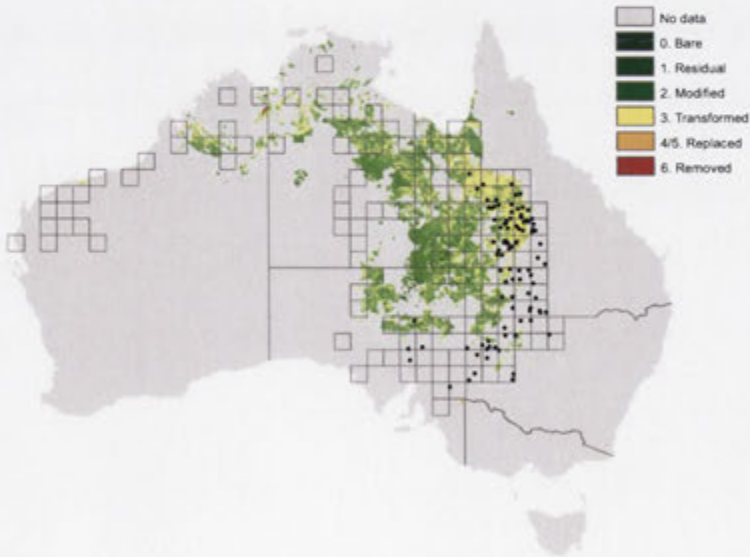 No data
0. Bare
1. Residual
2. Modified
3. Transformed
4/5. Replaced
6. Removed